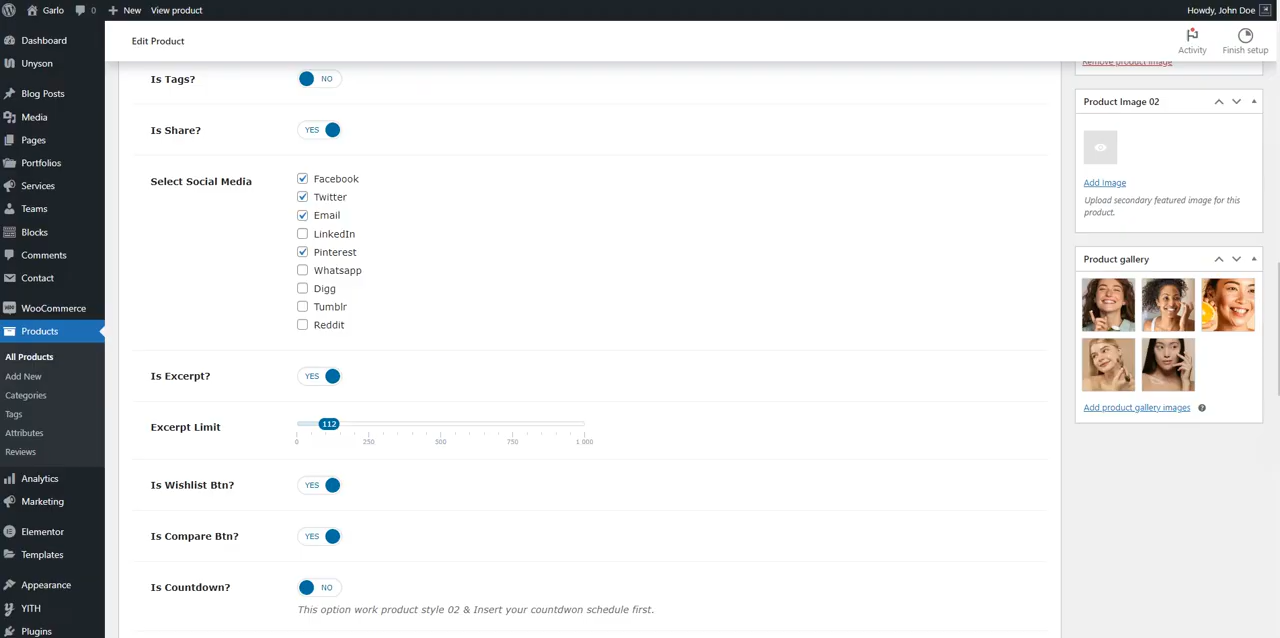 Garlo 0 New View product Howdy, John Doe
Dashboard
Unyson
Blog Posts
Media
Pages
Portfolios
Services
Teams
Blocks
Comments
Contact
WooCommerce
Products
All Products
Add New
Categories
Tags
Attributes
Reviews
Analytics
Marketing
Elementor
Templates
Appearance
YITH
Plugins
Edit Product
Activity
Finish setup
Is Tags? NO
Is Share? YES
Select Social Media
Facebook
Twitter
Email
LinkedIn
Pinterest
Whatsapp
Digg
Tumblr
Reddit
Is Excerpt? YES
Excerpt Limit 112
0 250 500 750 1 000
Is Wishlist Btn? YES
Is Compare Btn? YES
Is Countdown? NO
This option work product style 02 & Insert your countdwon schedule first.
Remove product image
Product Image 02
Add Image
Upload secondary featured image for this
product.
Product gallery
Add product gallery images